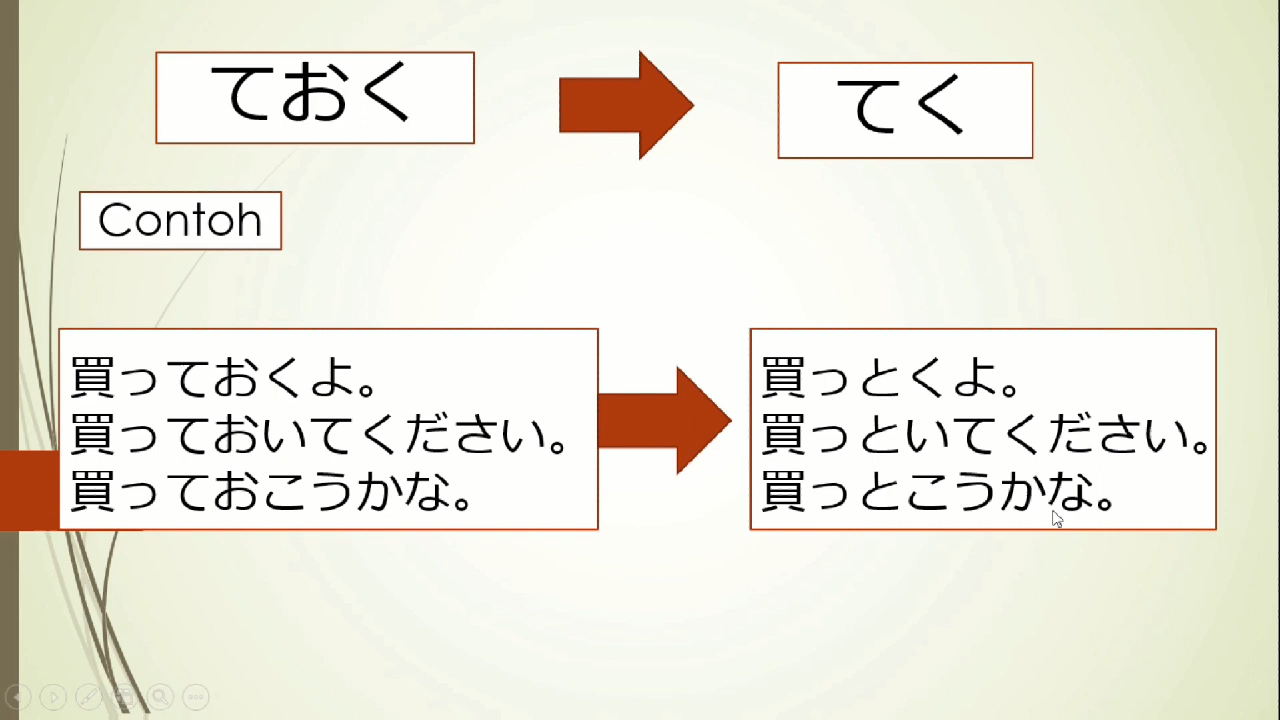 ておく
てく
Contoh
買っておくよ。
買っておいてください。
買っておこうかな。
買っとくよ。
買っといてください。
買っとこうかな。